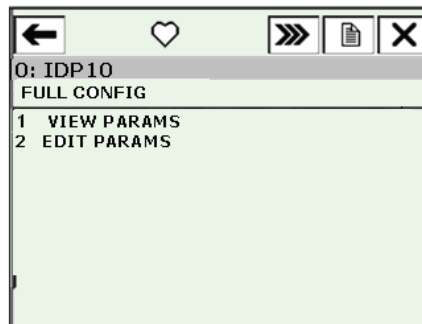 0: IDP10
FULL CONFIG
1 VIEW PARAMS
2 EDIT PARAMS